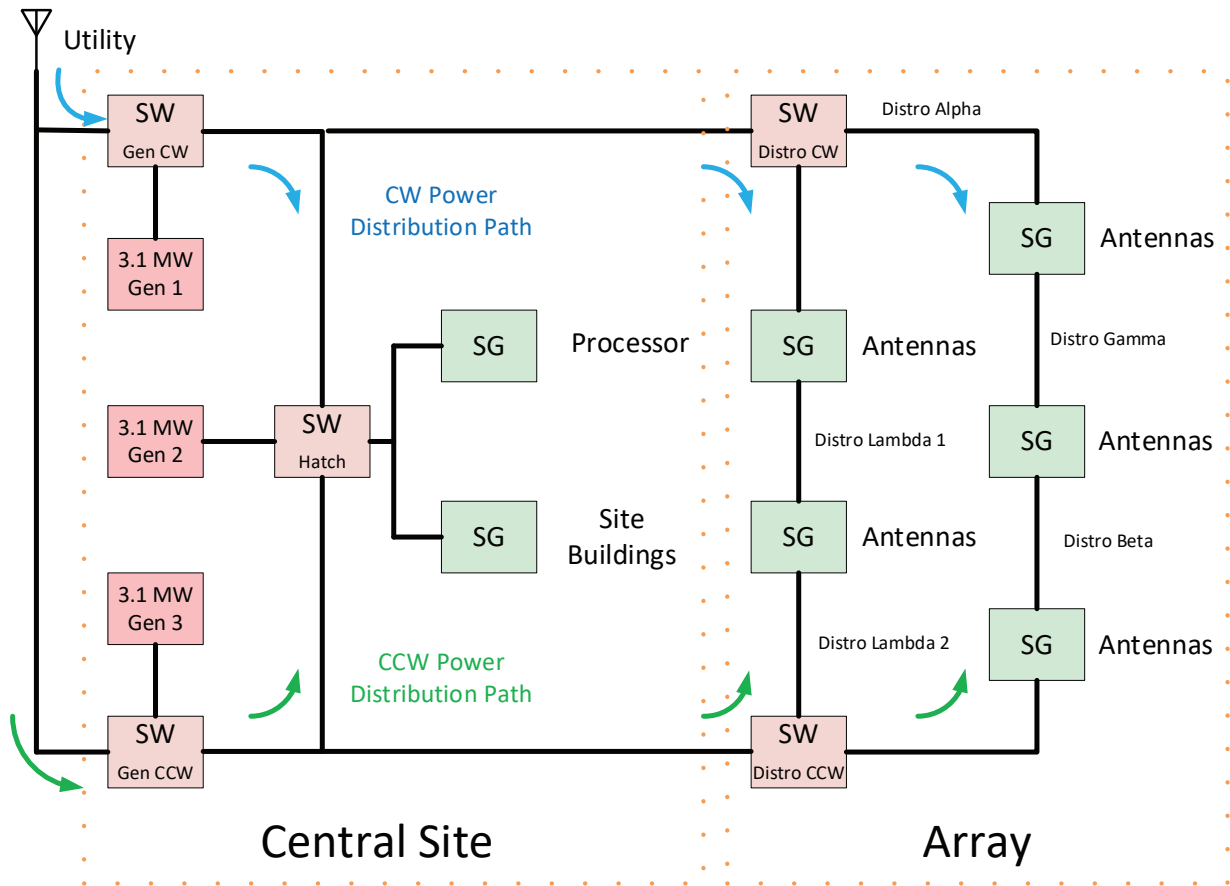 Utility
SW
Gen CW
SW
Distro CW
Distro Alpha
CW Power
Distribution Path
3.1 MW
Gen 1
SG
Antennas
SG
Processor
SG
Antennas
Distro Gamma
3.1 MW
Gen 2
SW
Hatch
Distro Lambda 1
SG
Antennas
SG
Site
Buildings
SG
Antennas
Distro Beta
3.1 MW
Gen 3
CCW Power
Distribution Path
Distro Lambda 2
SG
Antennas
SW
Gen CCW
SW
Distro CCW
Central Site
Array